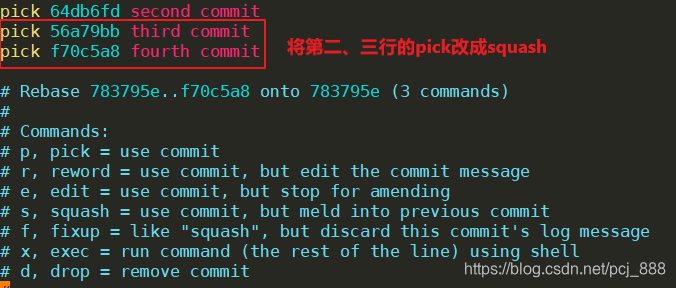 pick 64db6fd second commit
pick 56a79bb third commit
pick f70c5a8 fourth commit
将第二、三行的pick改成squash
# Rebase 783795e..f70c5a8 onto 783795e (3 commands)
#
# Commands:
# p, pick = use commit
# r, reword = use commit, but edit the commit message
# e, edit = use commit, but stop for amending
# s, squash = use commit, but meld into previous commit
# f, fixup = like "squash", but discard this commit's log message
# x, exec = run command (the rest of the line) using shell
# d, drop = remove commit
https://blog.csdn.net/pcj_888
#